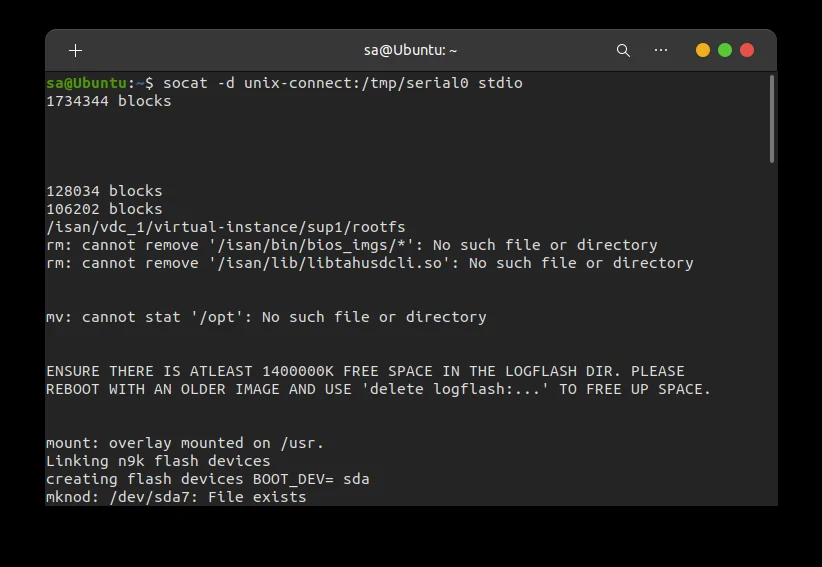 sa@Ubuntu: ~
sa@Ubuntu:~$ socat -d unix-connect:/tmp/serial0 stdio
1734344 blocks
128034 blocks
106202 blocks
/isan/vdc_1/virtual-instance/sup1/rootfs
rm: cannot remove '/isan/bin/bios_imgs/*': No such file or directory
rm: cannot remove '/isan/lib/libtahusdcli.so': No such file or directory
mv: cannot stat '/opt': No such file or directory
ENSURE THERE IS ATLEAST 1400000K FREE SPACE IN THE LOGFLASH DIR. PLEASE
REBOOT WITH AN OLDER IMAGE AND USE 'delete logflash:...' TO FREE UP SPACE.
mount: overlay mounted on /usr.
Linking n9k flash devices
creating flash devices BOOT_DEV= sda
mknod: /dev/sda7: File exists